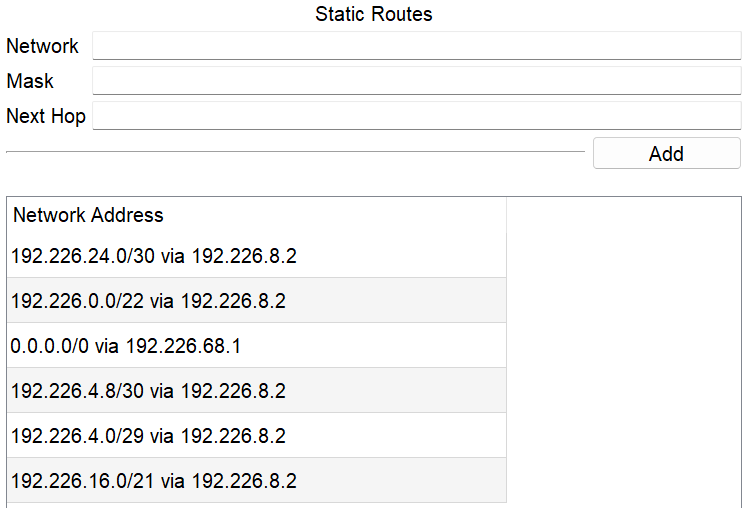 Static Routes
Network
Mask
Next Hop
Add
Network Address
192.226.24.0/30 via 192.226.8.2
192.226.0.0/22 via 192.226.8.2
0.0.0.0/0 via 192.226.68.1
192.226.4.8/30 via 192.226.8.2
192.226.4.0/29 via 192.226.8.2
192.226.16.0/21 via 192.226.8.2